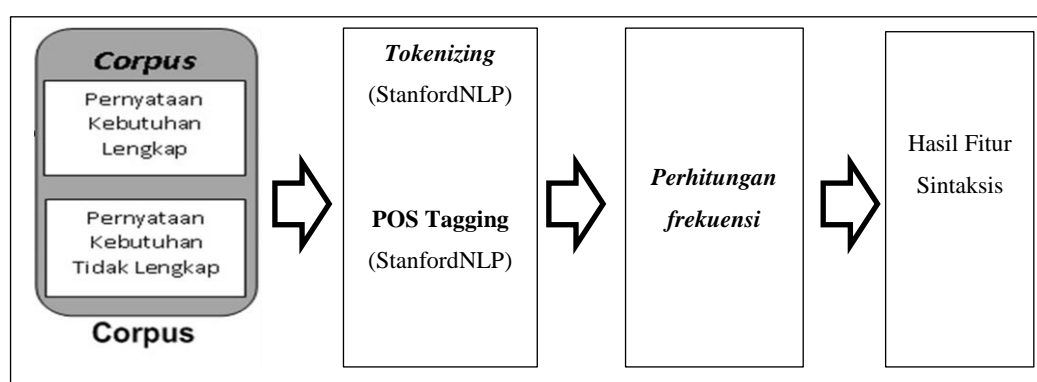 Corpus
Pernyataan
Kebutuhan
Lengkap
Pernyataan
Kebutuhan
Tidak Lengkap
Corpus
Tokenizing
(StanfordNLP)
POS Tagging
(StanfordNLP)
Perhitungan
frekuensi
Hasil Fitur
Sintaksis